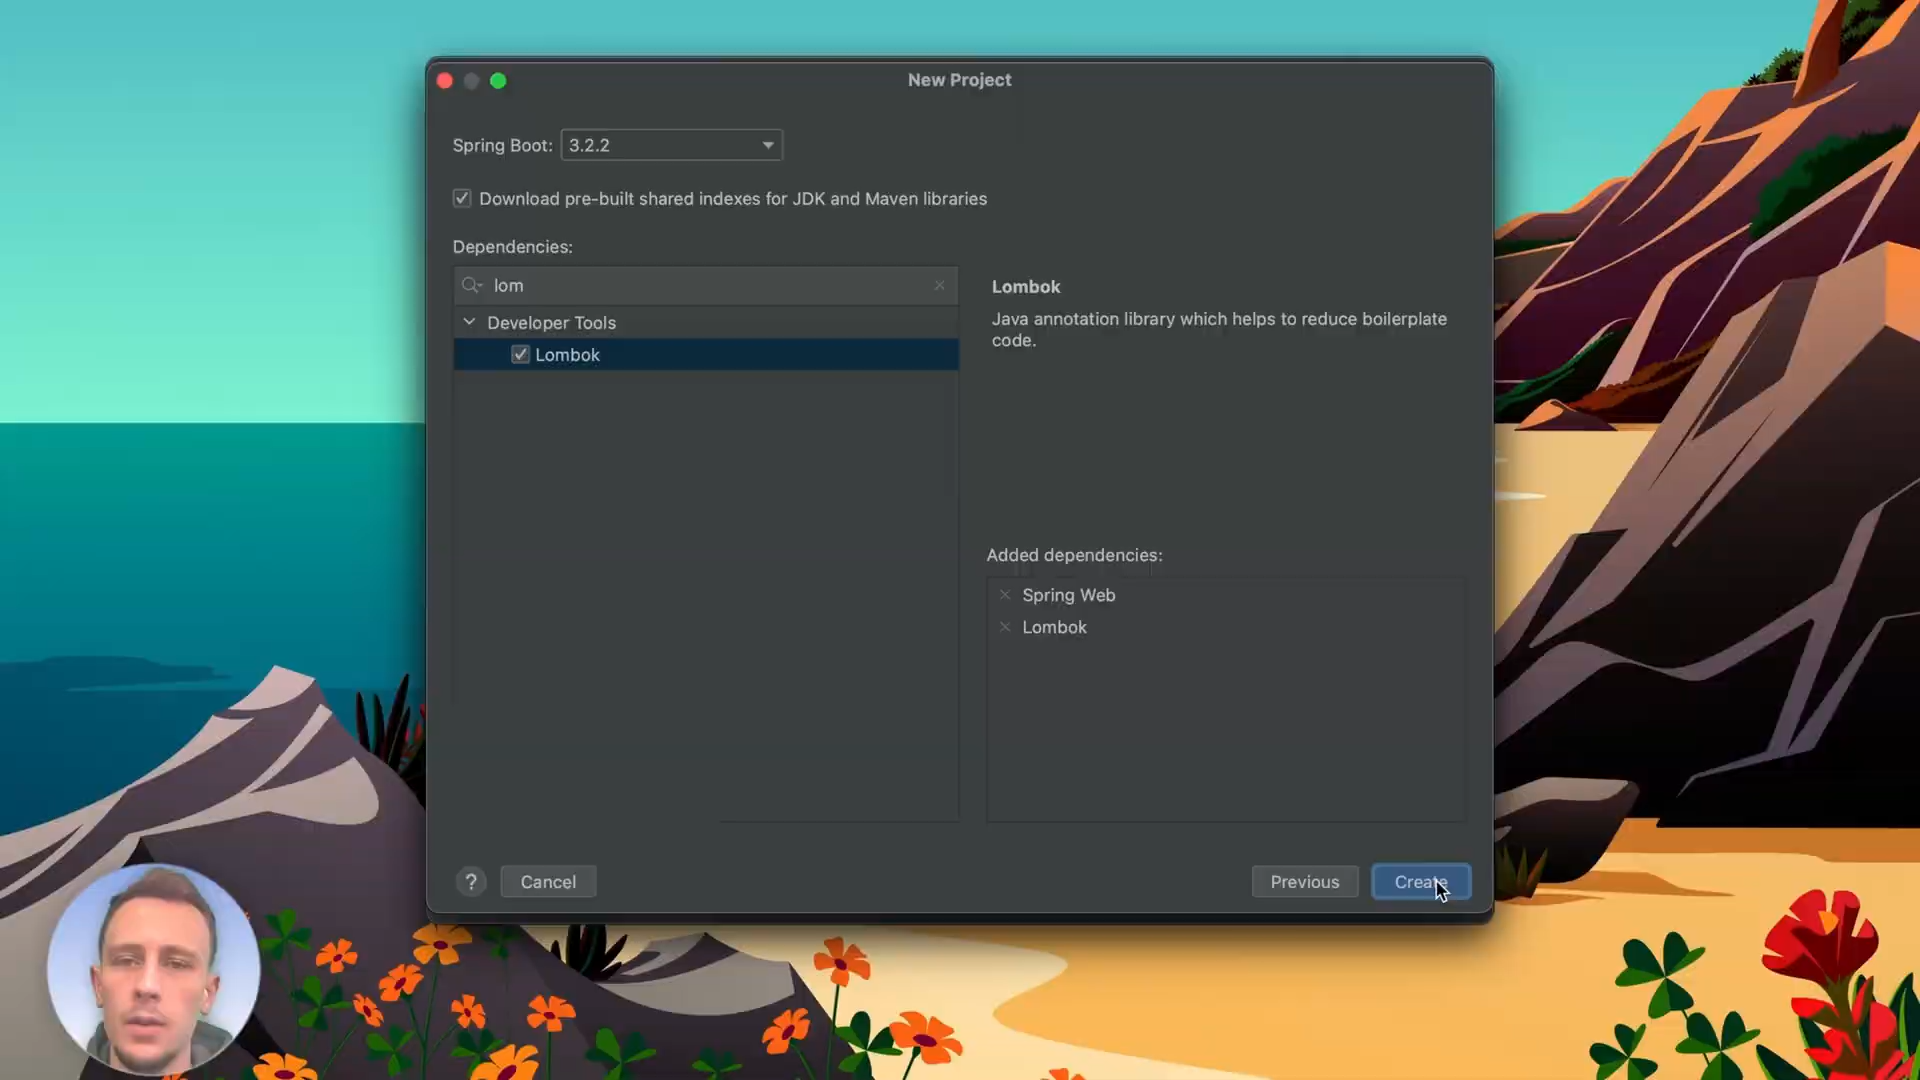 New Project
Spring Boot: 3.2.2
Download pre-built shared indexes for JDK and Maven libraries
Dependencies:
lom
Developer Tools
Lombok
Lombok
Java annotation library which helps to reduce boilerplate
code.
Added dependencies:
Spring Web
Lombok
? Cancel Previous Create